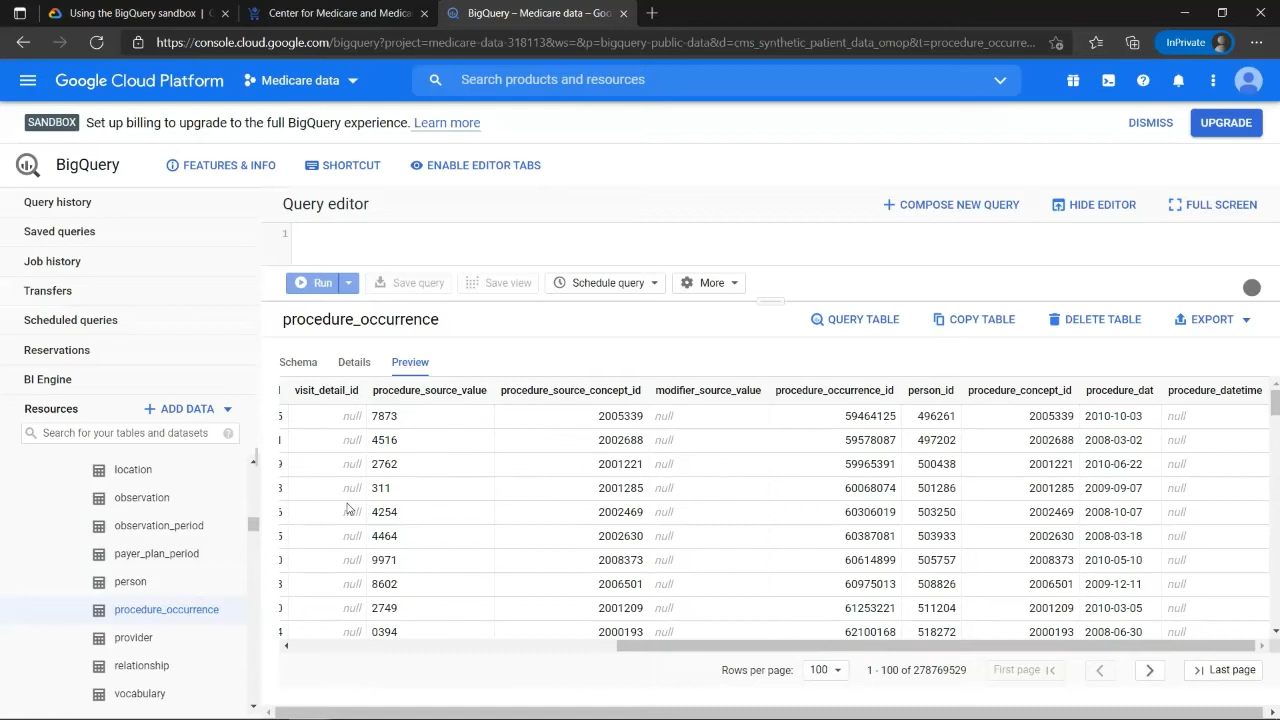 Using the BigQuery sandbox |
Center for Medicare and Medica
BigQuery – Medicare data – Goo
https://console.cloud.google.com/bigquery?project=medicare-data-318113&ws=&p=bigquery-public-data&d=cms_synthetic_patient_data_omop&t=procedure_occurre...
InPrivate
Google Cloud Platform
Medicare data
Search products and resources
SANDBOX Set up billing to upgrade to the full BigQuery experience. Learn more
DISMISS
UPGRADE
BigQuery
FEATURES & INFO
SHORTCUT
ENABLE EDITOR TABS
Query history
Saved queries
Job history
Transfers
Scheduled queries
Reservations
BI Engine
Resources
ADD DATA
Search for your tables and datasets
location
observation
observation_period
payer_plan_period
person
procedure_occurrence
provider
relationship
vocabulary
Query editor
COMPOSE NEW QUERY
HIDE EDITOR
FULL SCREEN
1
Run
Save query
Save view
Schedule query
More
procedure_occurrence
QUERY TABLE
COPY TABLE
DELETE TABLE
EXPORT
Schema
Details
Preview
visit_detail_id procedure_source_value procedure_source_concept_id modifier_source_value procedure_occurrence_id person_id procedure_concept_id procedure_dat procedure_datetime
null 7873 2005339 null 59464125 496261 2005339 2010-10-03 null
null 4516 2002688 null 59578087 497202 2002688 2008-03-02 null
null 2762 2001221 null 59965391 500438 2001221 2010-06-22 null
null 311 2001285 null 60068074 501286 2001285 2009-09-07 null
null 4254 2002469 null 60306019 503250 2002469 2008-10-07 null
null 4464 2002630 null 60387081 503933 2002630 2008-03-18 null
null 9971 2008373 null 60614899 505757 2008373 2010-05-10 null
null 8602 2006501 null 60975013 508826 2006501 2009-12-11 null
null 2749 2001209 null 61253221 511204 2001209 2010-03-05 null
null 0394 2000193 null 62100168 518272 2000193 2008-06-30 null
Rows per page: 100
1 - 100 of 278769529
First page
Last page